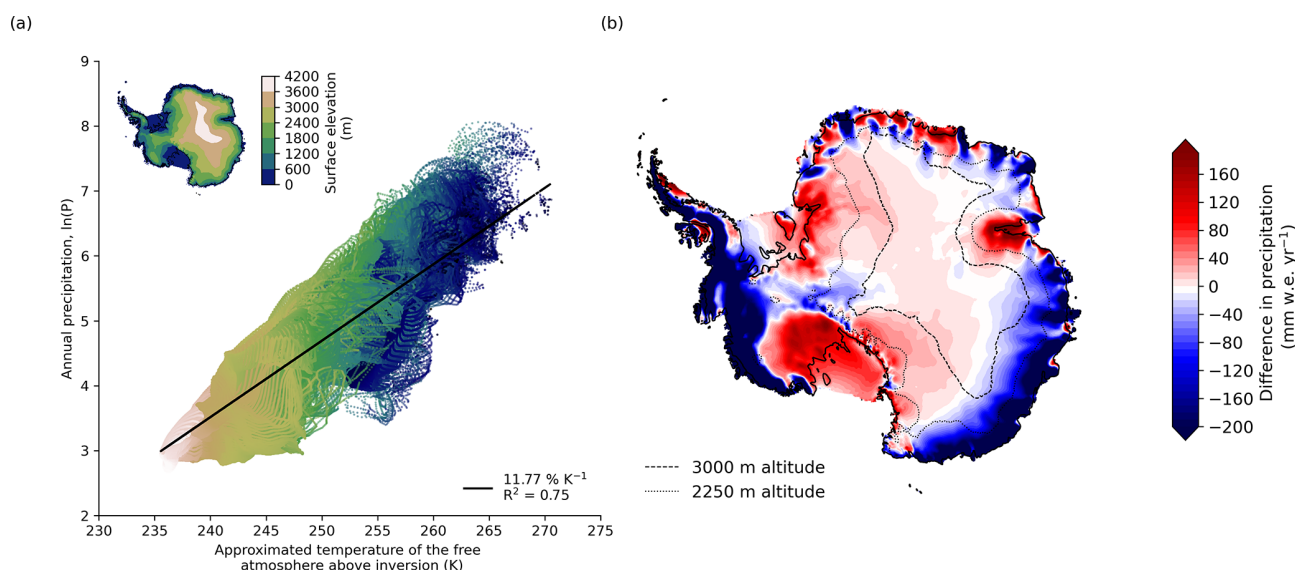 (a)
(b)
9
8
7
6
5
4
3
2
Annual precipitation, ln(P)
230
235
240
245
250
255
260
265
270
275
Approximated temperature of the free
atmosphere above inversion (K)
4200
3600
3000
2400
1800
1200
600
0
Surface elevation
(m)
11.77 % K⁻¹
R² = 0.75
3000 m altitude
2250 m altitude
160
120
80
40
0
−40
−80
−120
−160
−200
Difference in precipitation
(mm w.e. yr⁻¹)